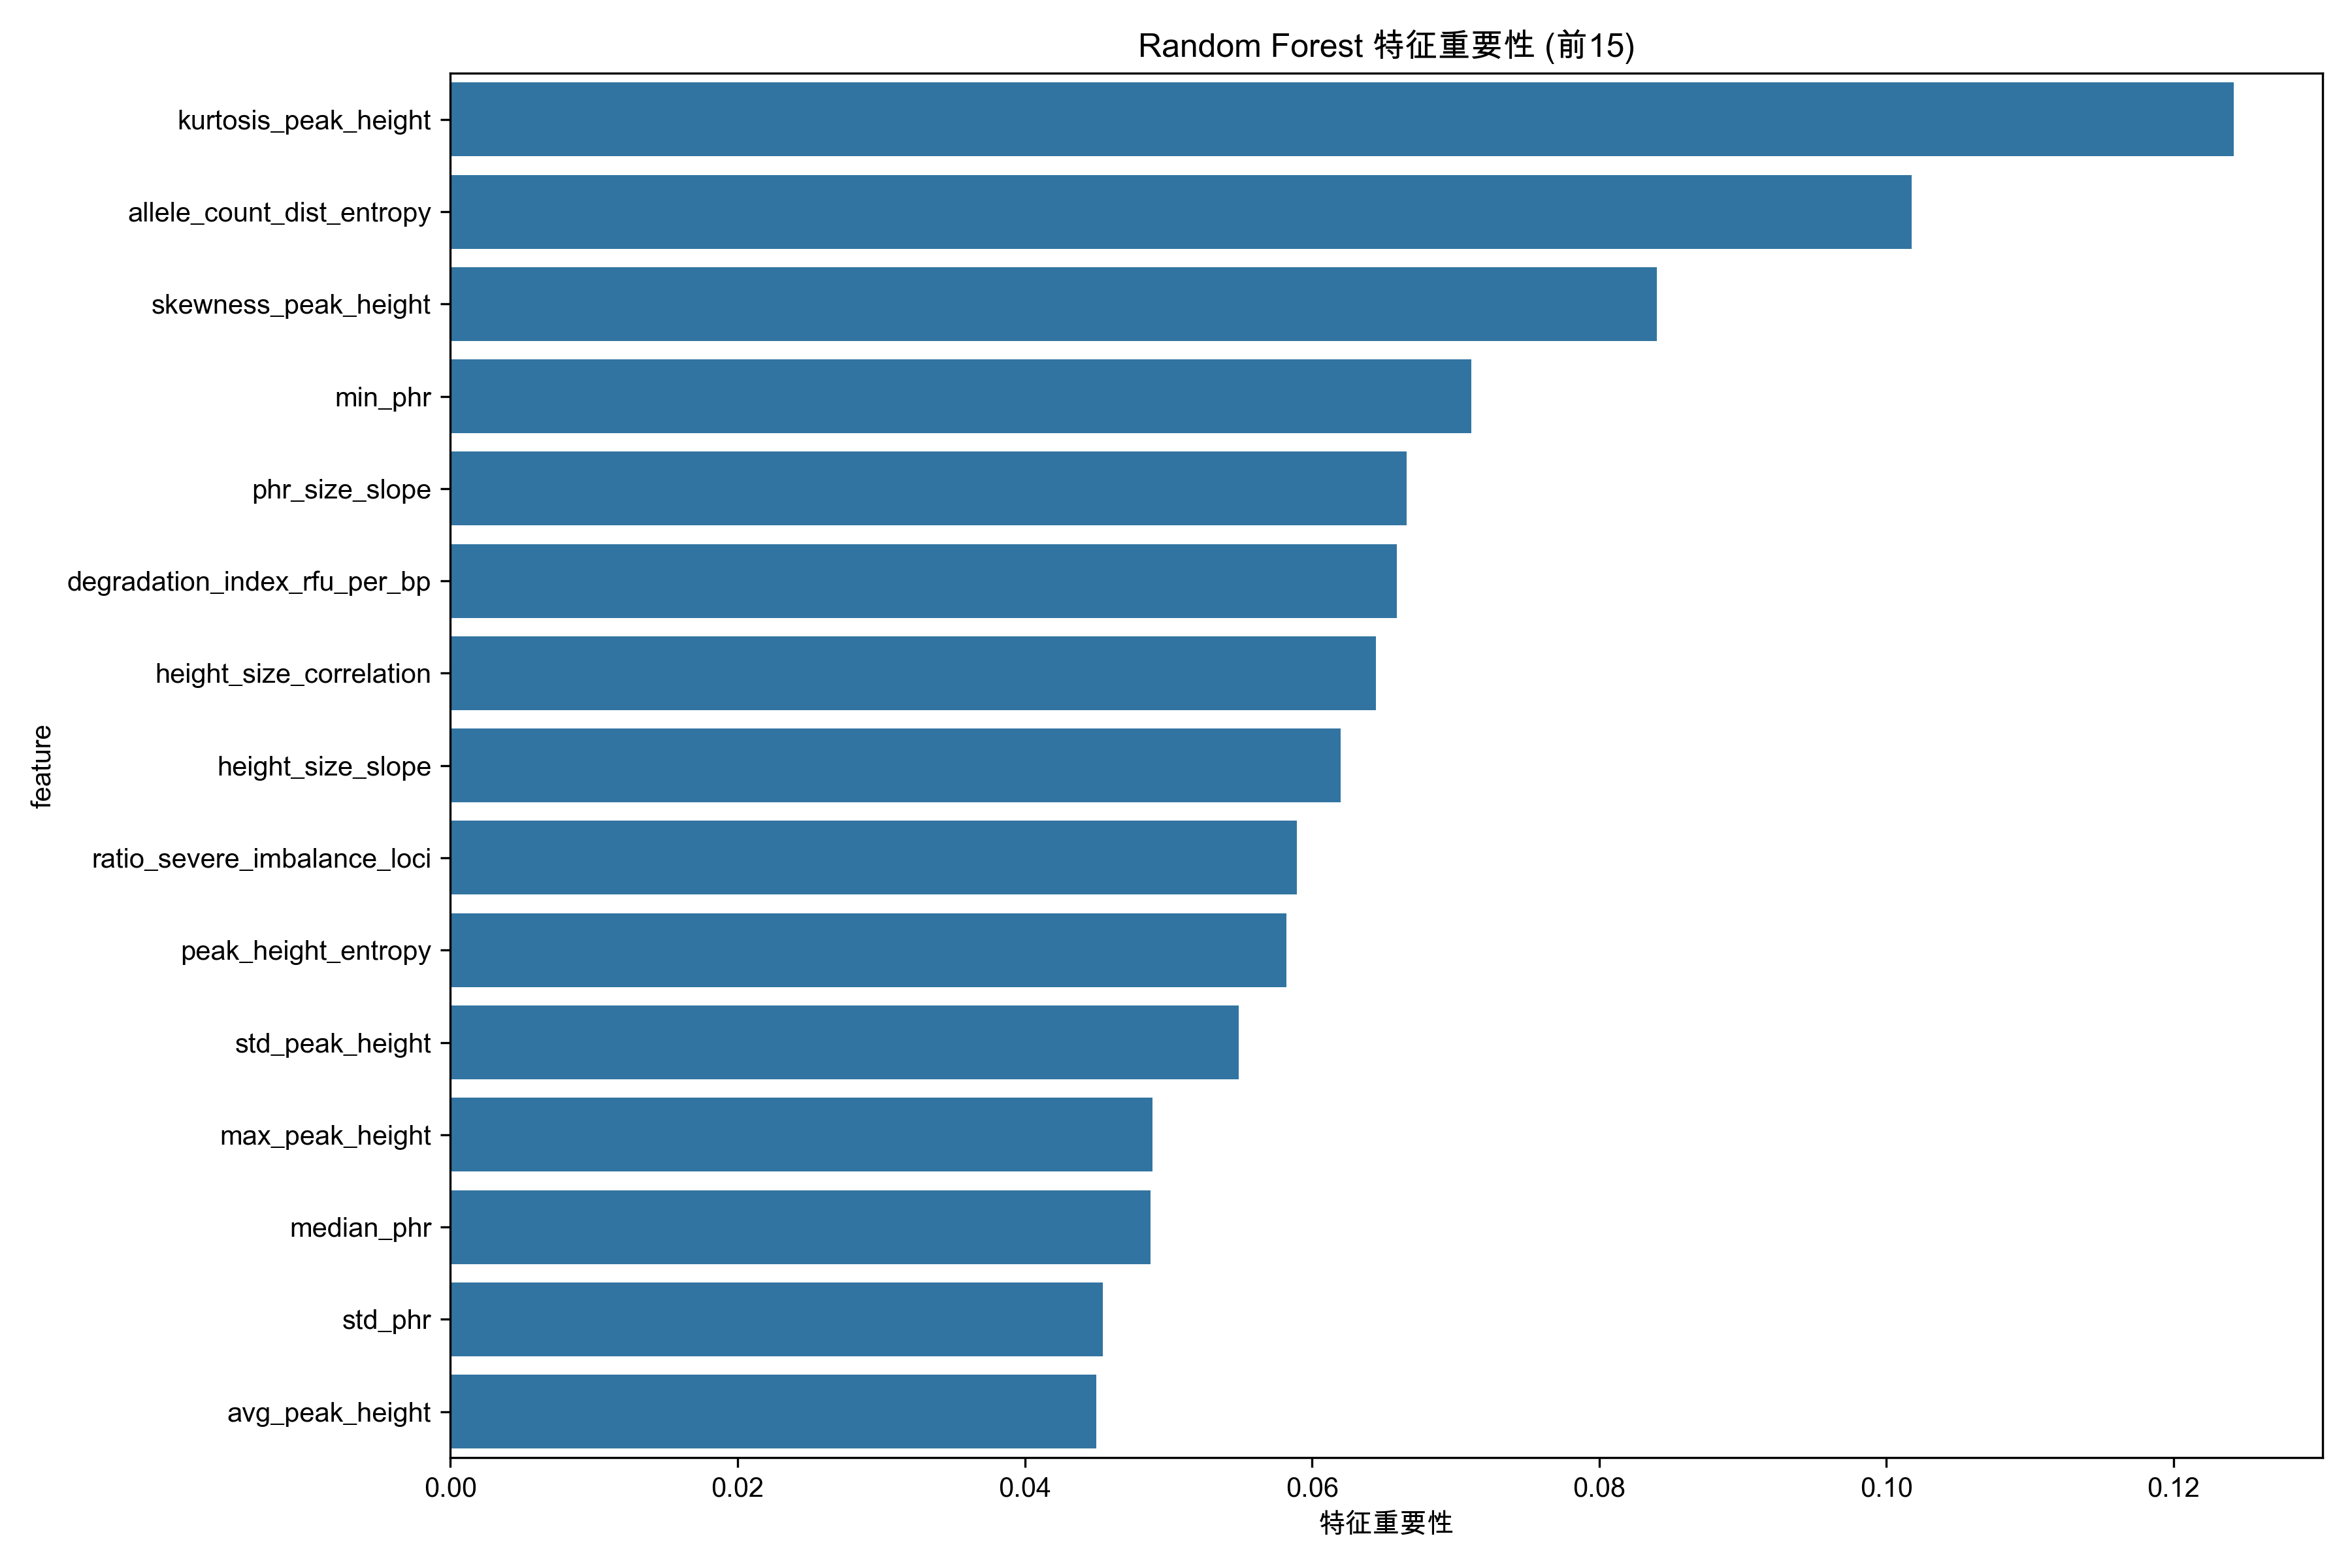 Random Forest 特征重要性 (前15)
kurtosis_peak_height
allele_count_dist_entropy
skewness_peak_height
min_phr
phr_size_slope
degradation_index_rfu_per_bp
height_size_correlation
height_size_slope
ratio_severe_imbalance_loci
peak_height_entropy
std_peak_height
max_peak_height
median_phr
std_phr
avg_peak_height
feature
0.00 0.02 0.04 0.06 0.08 0.10 0.12
特征重要性